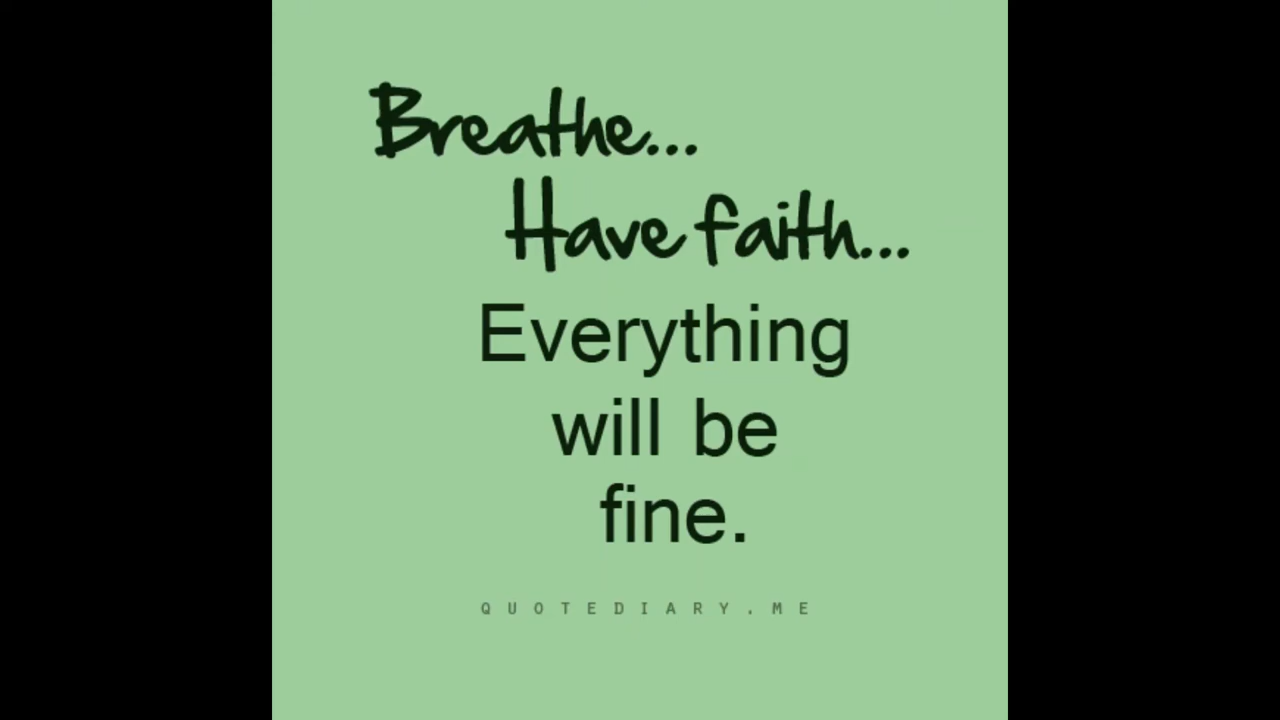 Breathe...
Have faith...
Everything
will be
fine.
QUOTEDIARY.ME